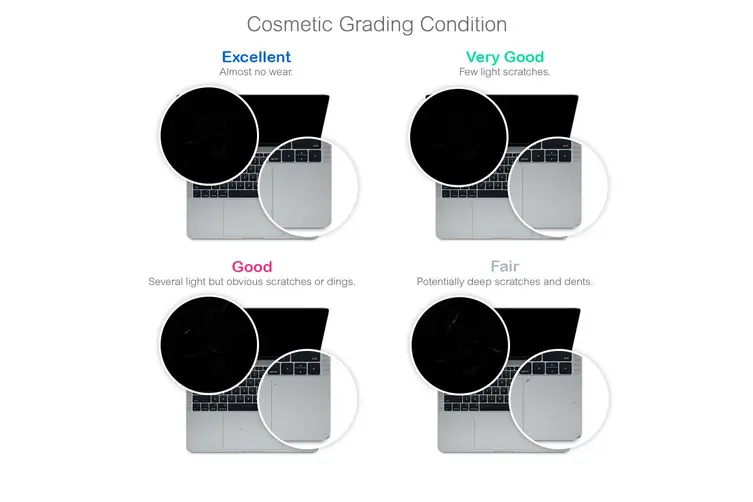 Cosmetic Grading Condition
Excellent
Almost no wear.
Very Good
Few light scratches.
Good
Several light but obvious scratches or dings.
Fair
Potentially deep scratches and dents.